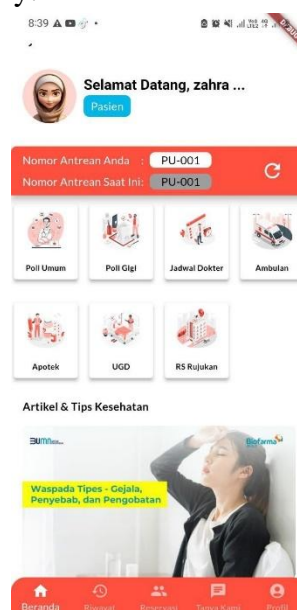 8:39
Selamat Datang, zahra ...
Pasien
Nomor Antrean Anda : PU-001
Nomor Antrean Saat Ini: PU-001
Poli Umum Poli Gigi Jadwal Dokter Ambulan
Apotek UGD RS Rujukan
Artikel & Tips Kesehatan
BUMN Biofarma
Waspada Tipes - Gejala,
Penyebab, dan Pengobatan
Beranda Riwayat Reservasi Tanya Kami Profil